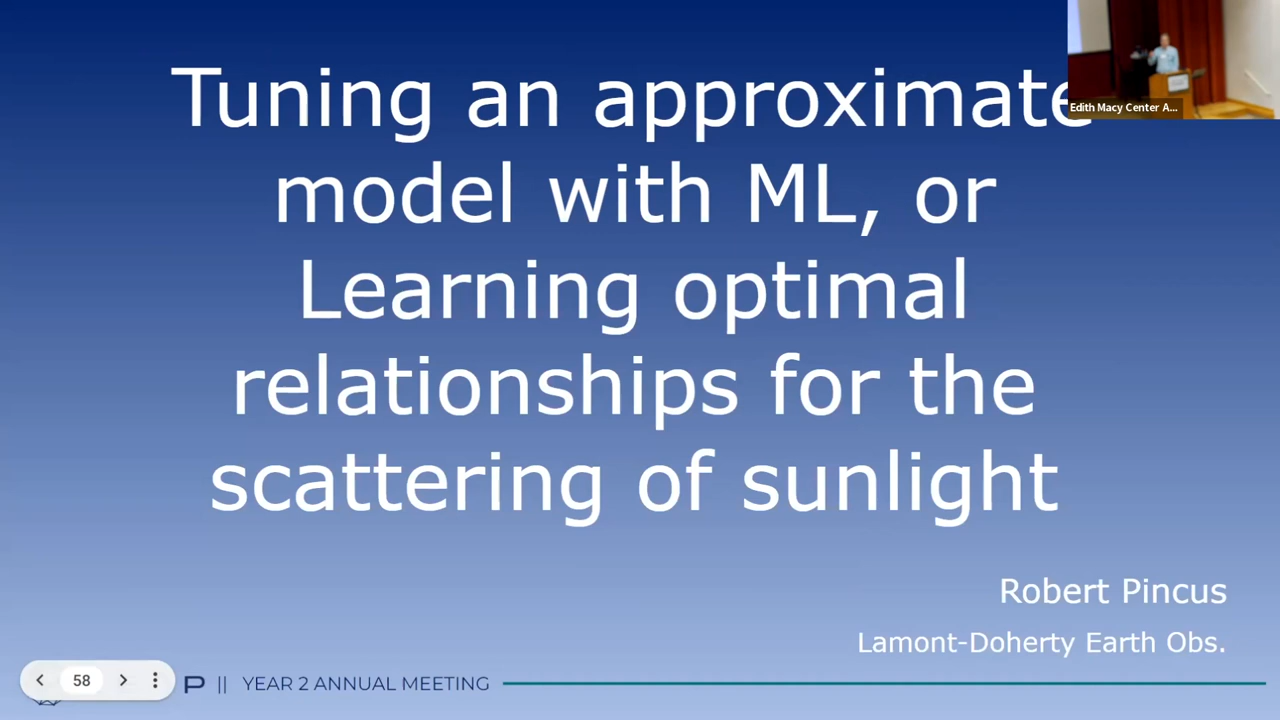 Tuning an approximate
model with ML, or
Learning optimal
relationships for the
scattering of sunlight
Edith Macy Center A...
Robert Pincus
Lamont-Doherty Earth Obs.
58
P || YEAR 2 ANNUAL MEETING